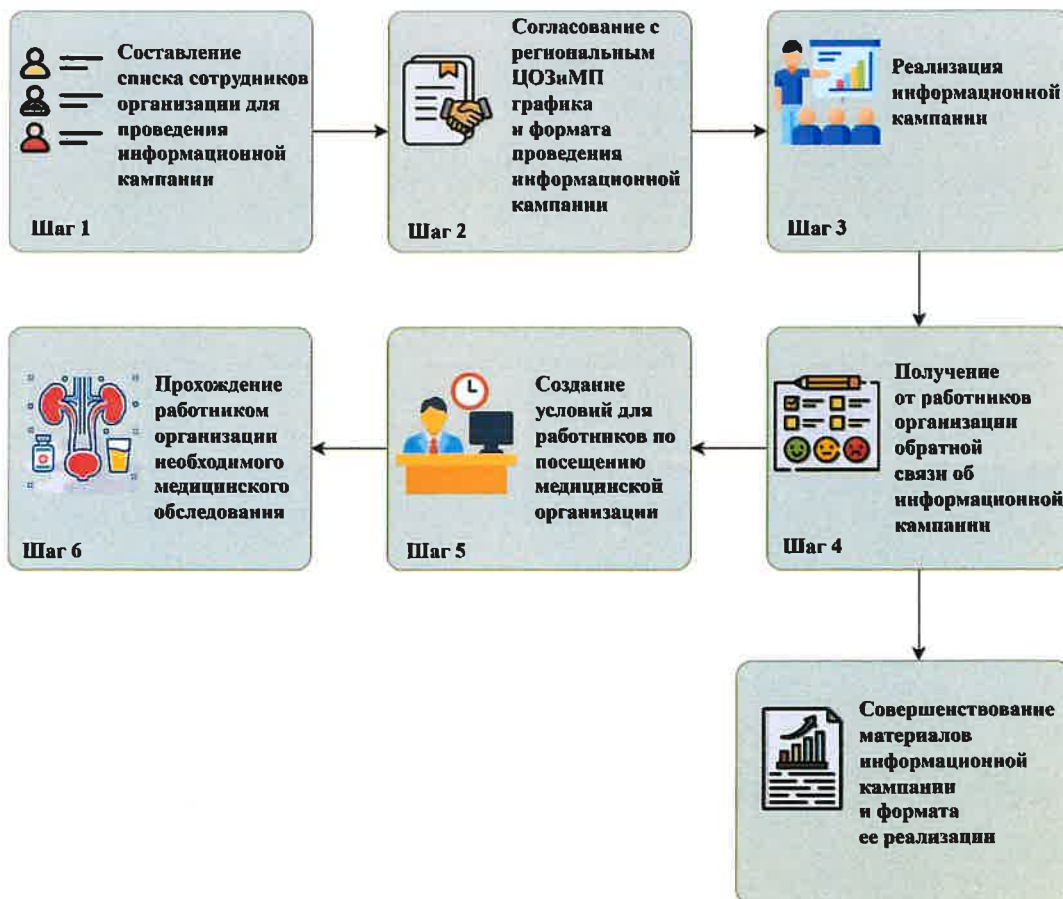 Составление
списка сотрудников
организации для
проведения
информационной
кампании
Шаг 1
Согласование с
региональным
ЦОЗиМП
графика
и формата
проведения
информационной
кампании
Шаг 2
Реализация
информационной
кампании
Шаг 3
Получение
от работников
организации
обратной
связи об
информационной
кампании
Шаг 4
Создание
условий для
работников по
посещению
медицинской
организации
Шаг 5
Прохождение
работником
организации
необходимого
медицинского
обследования
Шаг 6
Совершенствование
материалов
информационной
кампании
и формата
ее реализации